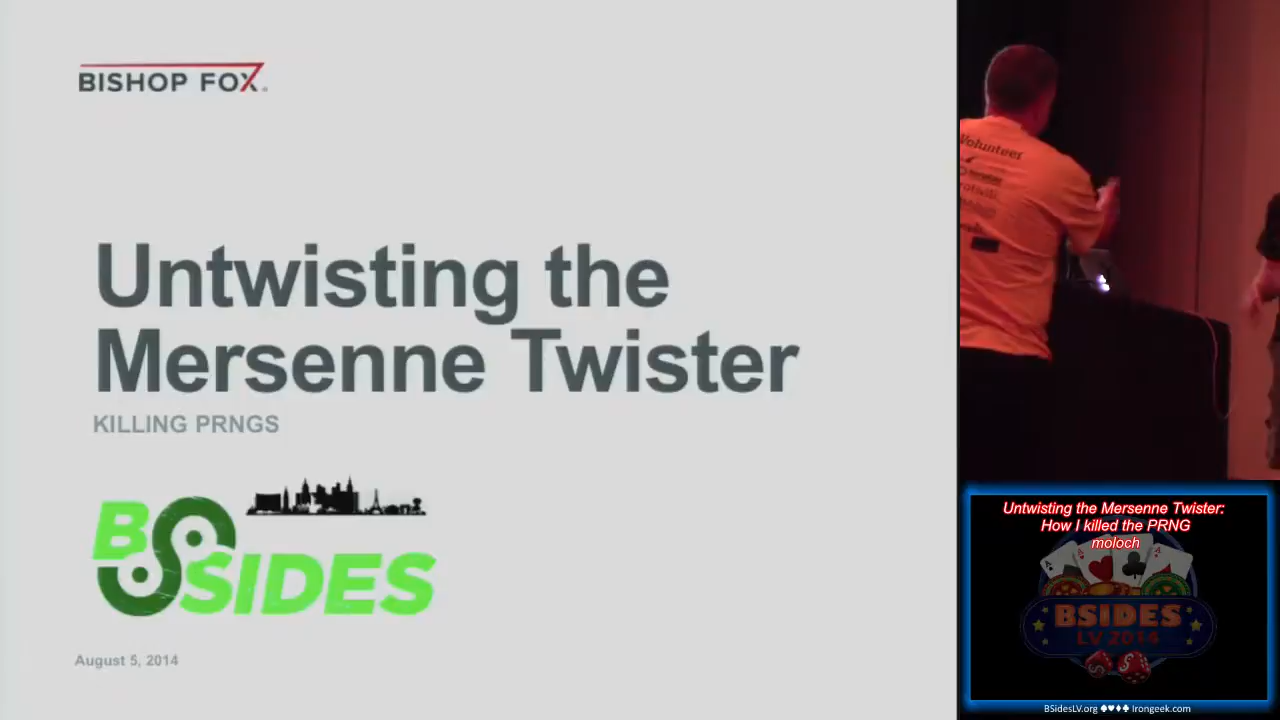 BISHOP FOX
Untwisting the
Mersenne Twister
KILLING PRNGS
BSIDES
August 5, 2014
Volunteer
Untwisting the Mersenne Twister:
How I killed the PRNG
moloch
BSIDES
LV 2014
BSidesLV.org ♠♥♦♣ Irongeek.com